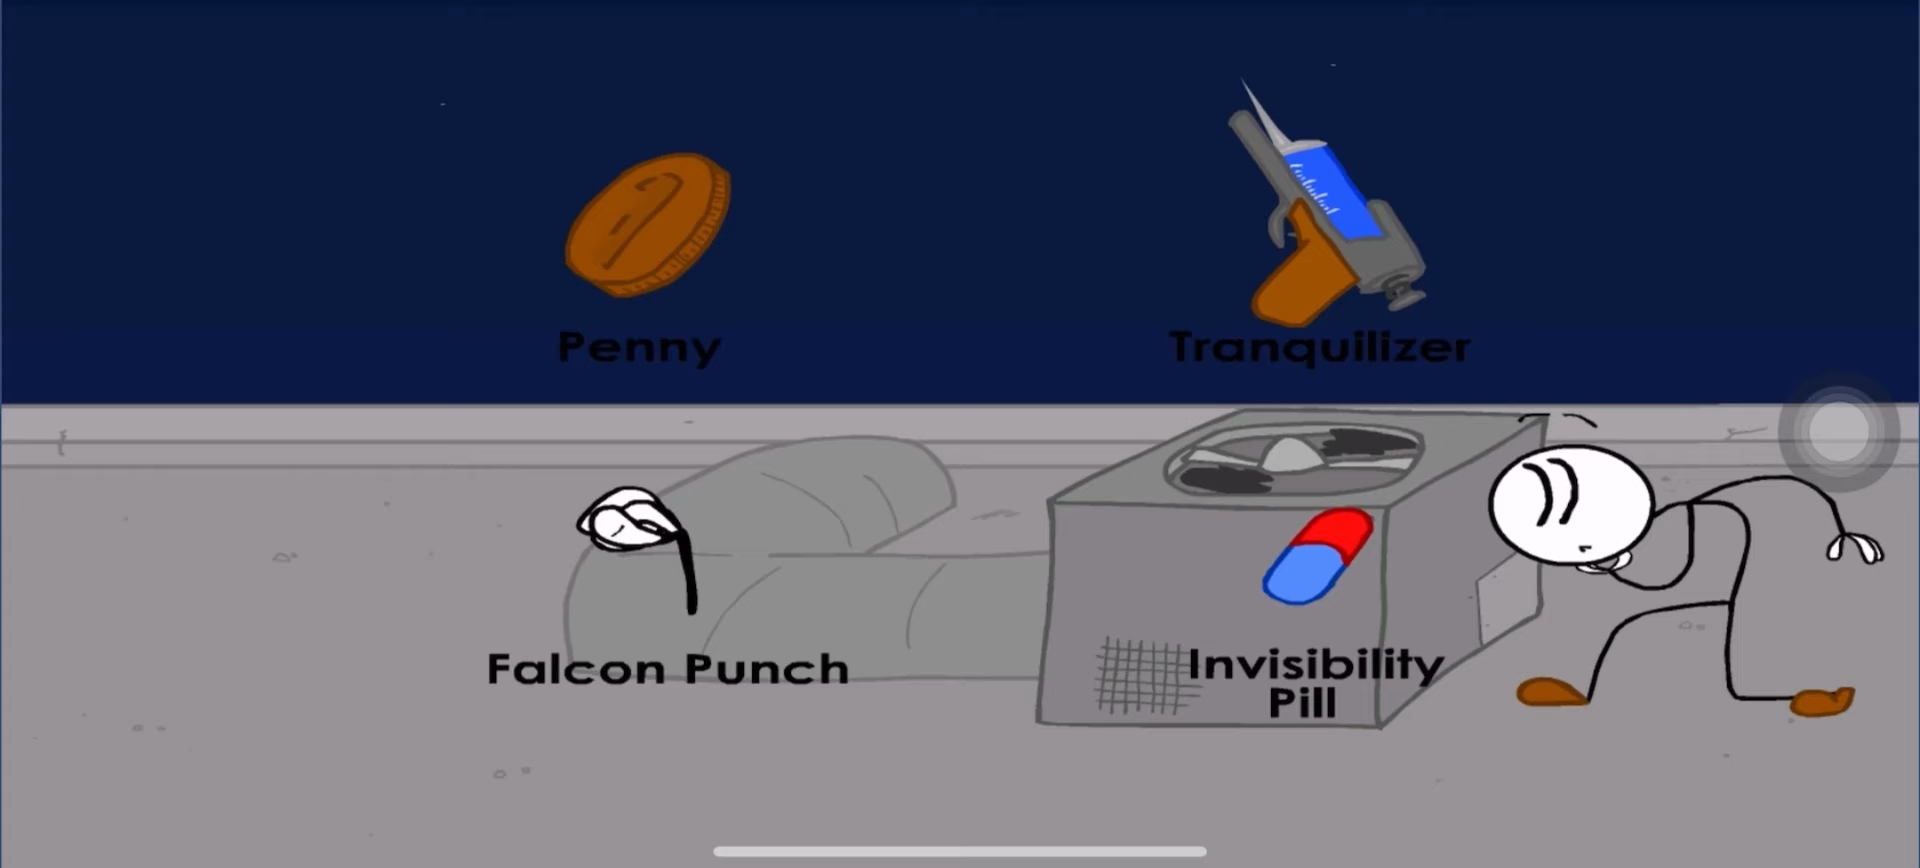 Penny
Tranquilizer
Falcon Punch
Invisibility
Pill